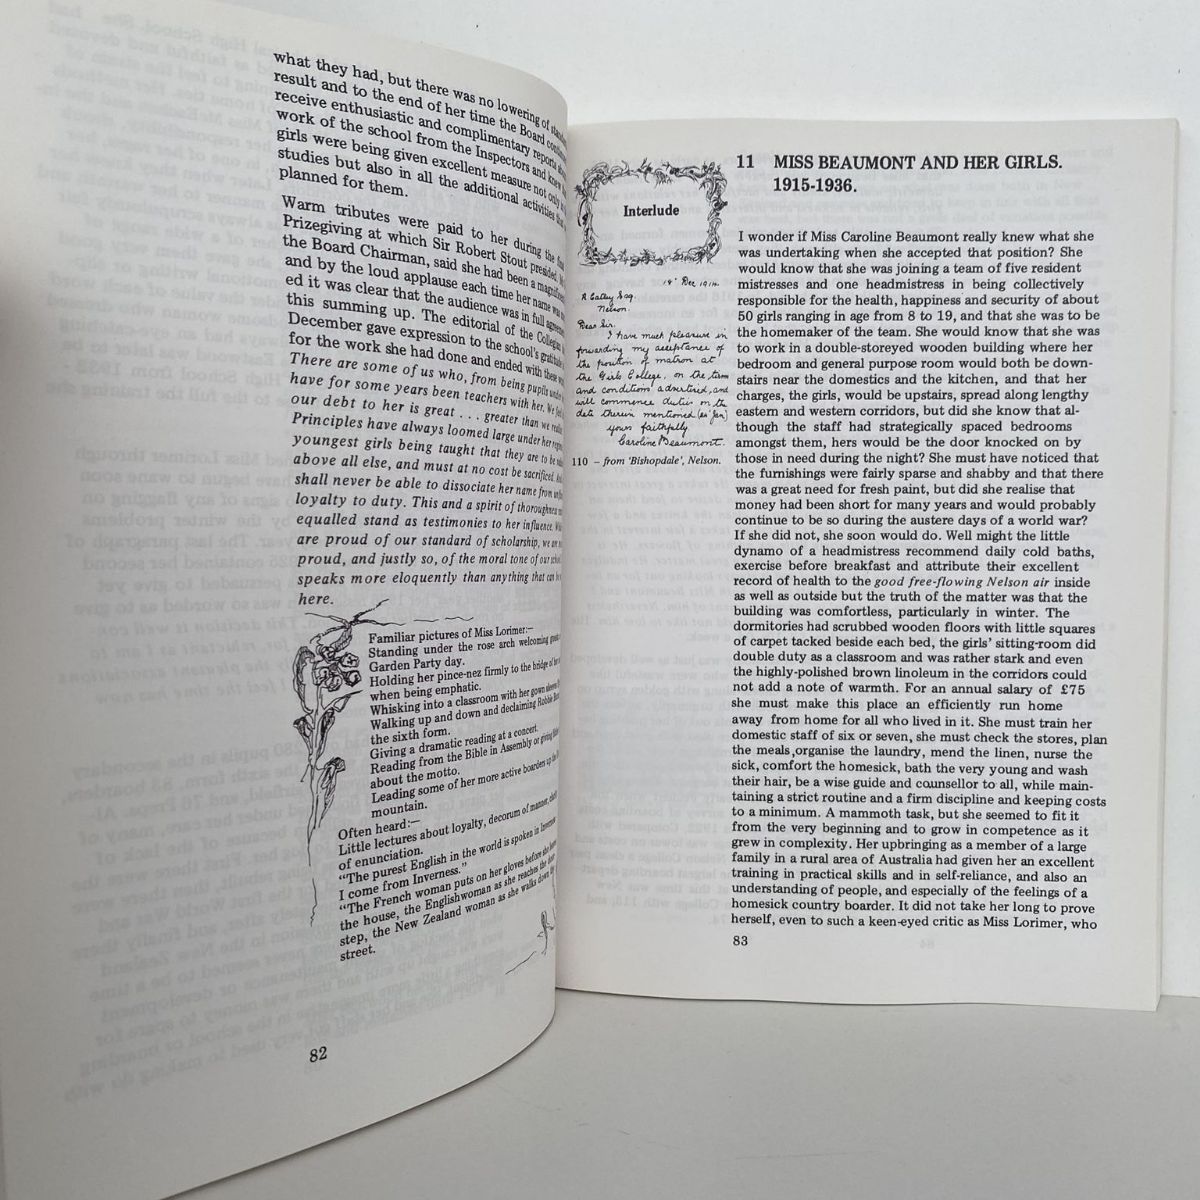 what they had, but there was no lowering of
result and to the end of her time the Board
receive enthusiastic and complimentary reports
work of the school from the Inspectors and knew
girls were being given excellent measure not only
studies but also in all the additional activities
planned for them.
Warm tributes were paid to her during the
Prizegiving at which Sir Robert Stout presided.
the Board Chairman, said she had been a
and by the loud applause each time her name was
ed it was clear that the audience was in full
this summing up. The editorial of the
December gave expression to the school's
for the work she had done and ended with these
There are some of us who, from being pupils
have for some years been teachers with her. We
our debt to her is great . . . greater than we
Principles have always loomed large under her
youngest girls being taught that they are to be
above all else, and must at no cost be sacrificed.
shall never be able to dissociate her name from
loyalty to duty. This and a spirit of
equalled stand as testimonies to her influence.
are proud of our standard of scholarship, we are
proud, and justly so, of the moral tone of our
speaks more eloquently than anything that can
here.
Familiar pictures of Miss Lorimer:—
Standing under the rose arch welcoming
Garden Party day.
Holding her pince-nez firmly to the bridge of
when being emphatic.
Whisking into a classroom with her gown
Walking up and down and declaiming
the sixth form.
Giving a dramatic reading at a concert.
Reading from the Bible in Assembly or giving
about the motto.
Leading some of her more active boarders up the
mountain.
Often heard:—
Little lectures about loyalty, decorum of manner,
of enunciation.
"The purest English in the world is spoken in Inverness
I come from Inverness."
"The French woman puts on her gloves before she
the house, the Englishwoman as she reaches the
step, the New Zealand woman as she walks down the
street.
82
Interlude
Dec 1914
R Catley Esq.
Nelson.
Dear Sir.
I have much pleasure in
forwarding my acceptance of
the position of matron at
the Girls College, on the terms
and conditions advertised, and
will commence duties on the
date therein mentioned
yours faithfully
Caroline Beaumont.
110 – from 'Bishopdale', Nelson.
11 MISS BEAUMONT AND HER GIRLS.
1915-1936.
I wonder if Miss Caroline Beaumont really knew what she
was undertaking when she accepted that position? She
would know that she was joining a team of five resident
mistresses and one headmistress in being collectively
responsible for the health, happiness and security of about
50 girls ranging in age from 8 to 19, and that she was to be
the homemaker of the team. She would know that she was
to work in a double-storeyed wooden building where her
bedroom and general purpose room would both be down-
stairs near the domestics and the kitchen, and that her
charges, the girls, would be upstairs, spread along lengthy
eastern and western corridors, but did she know that al-
though the staff had strategically spaced bedrooms
amongst them, hers would be the door knocked on by
those in need during the night? She must have noticed that
the furnishings were fairly sparse and shabby and that there
was a great need for fresh paint, but did she realise that
money had been short for many years and would probably
continue to be so during the austere days of a world war?
If she did not, she soon would do. Well might the little
dynamo of a headmistress recommend daily cold baths,
exercise before breakfast and attribute their excellent
record of health to the good free-flowing Nelson air inside
as well as outside but the truth of the matter was that the
building was comfortless, particularly in winter. The
dormitories had scrubbed wooden floors with little squares
of carpet tacked beside each bed, the girls' sitting-room did
double duty as a classroom and was rather stark and even
the highly-polished brown linoleum in the corridors could
not add a note of warmth. For an annual salary of £75
she must make this place an efficiently run home
away from home for all who lived in it. She must train her
domestic staff of six or seven, she must check the stores, plan
the meals,organise the laundry, mend the linen, nurse the
sick, comfort the homesick, bath the very young and wash
their hair, be a wise guide and counsellor to all, while main-
taining a strict routine and a firm discipline and keeping costs
to a minimum. A mammoth task, but she seemed to fit it
from the very beginning and to grow in competence as it
grew in complexity. Her upbringing as a member of a large
family in a rural area of Australia had given her an excellent
training in practical skills and in self-reliance, and also an
understanding of people, and especially of the feelings of a
homesick country boarder. It did not take her long to prove
herself, even to such a keen-eyed critic as Miss Lorimer, who
83